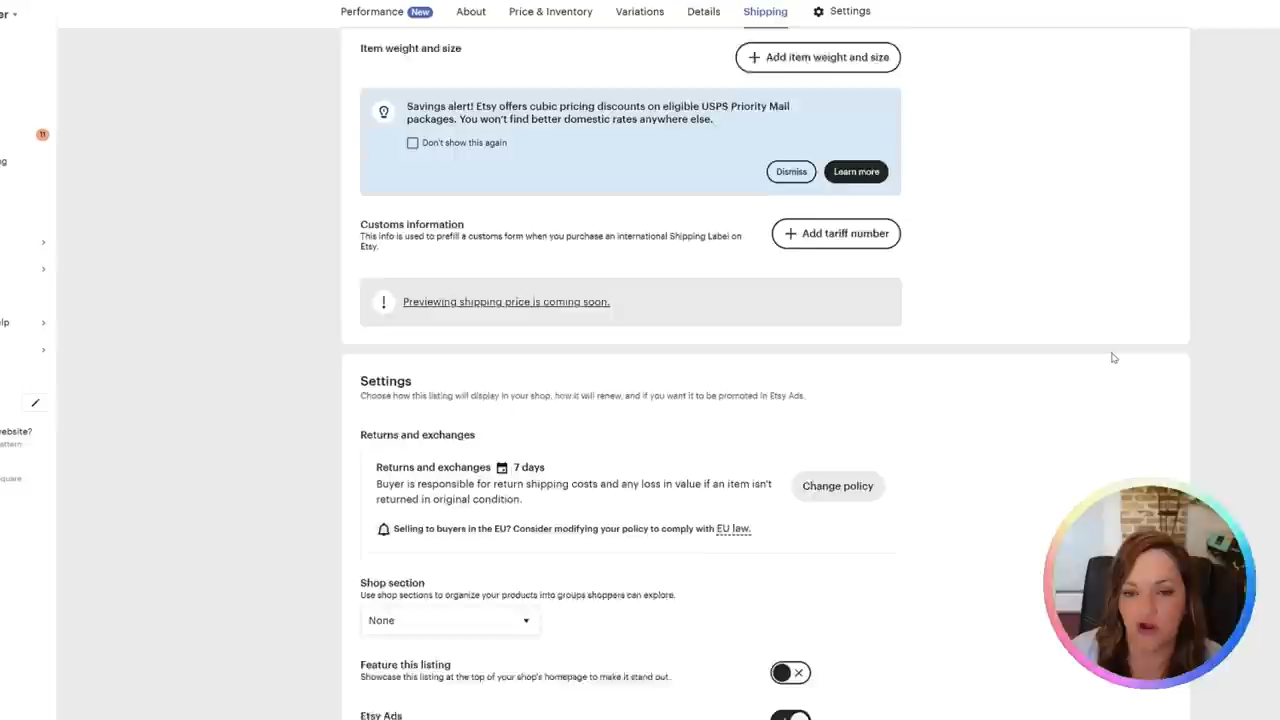 er
Performance New About Price & Inventory Variations Details Shipping Settings
Item weight and size
Add item weight and size
Savings alert! Etsy offers cubic pricing discounts on eligible USPS Priority Mail
packages. You won't find better domestic rates anywhere else.
Don't show this again
Dismiss Learn more
11
ng
Customs information
This info is used to prefill a customs form when you purchase an international Shipping Label on
Etsy.
Add tariff number
Previewing shipping price is coming soon.
elp
Settings
Choose how this listing will display in your shop, how it will renew, and if you want it to be promoted in Etsy Ads.
Returns and exchanges
ebsite?
attern
Returns and exchanges 7 days
Buyer is responsible for return shipping costs and any loss in value if an item isn't
returned in original condition.
Change policy
quare
Selling to buyers in the EU? Consider modifying your policy to comply with EU law.
Shop section
Use shop sections to organize your products into groups shoppers can explore.
None
Feature this listing
Showcase this listing at the top of your shop's homepage to make it stand out.
Etsy Ads